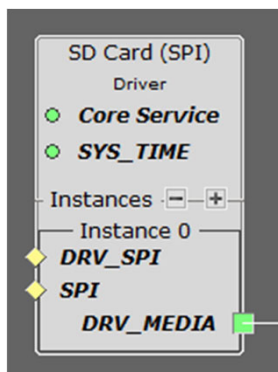 SD Card (SPI)
Driver
Core Service
SYS_TIME
Instances - +
Instance 0
DRV_SPI
SPI
DRV_MEDIA